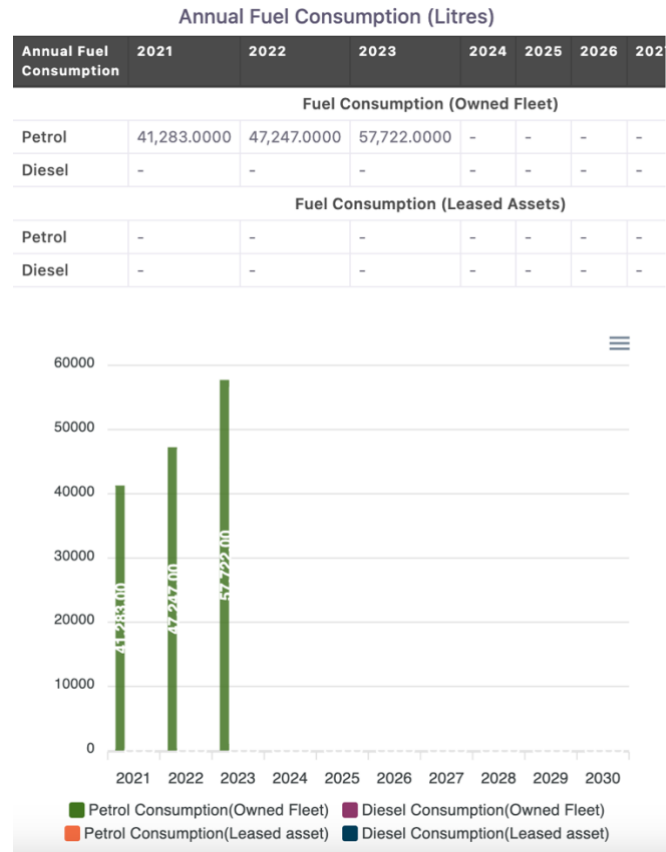 Annual Fuel Consumption (Litres)
Annual Fuel Consumption 2021 2022 2023 2024 2025 2026 202
Fuel Consumption (Owned Fleet)
Petrol 41,283.0000 47,247.0000 57,722.0000 - - - -
Diesel - - - - - - -
Fuel Consumption (Leased Assets)
Petrol - - - - - - -
Diesel - - - - - - -
60000
50000
40000
30000
20000
10000
0
41,283.00
47,247.00
57,722.00
2021 2022 2023 2024 2025 2026 2027 2028 2029 2030
Petrol Consumption(Owned Fleet) Diesel Consumption(Owned Fleet)
Petrol Consumption(Leased asset) Diesel Consumption(Leased asset)